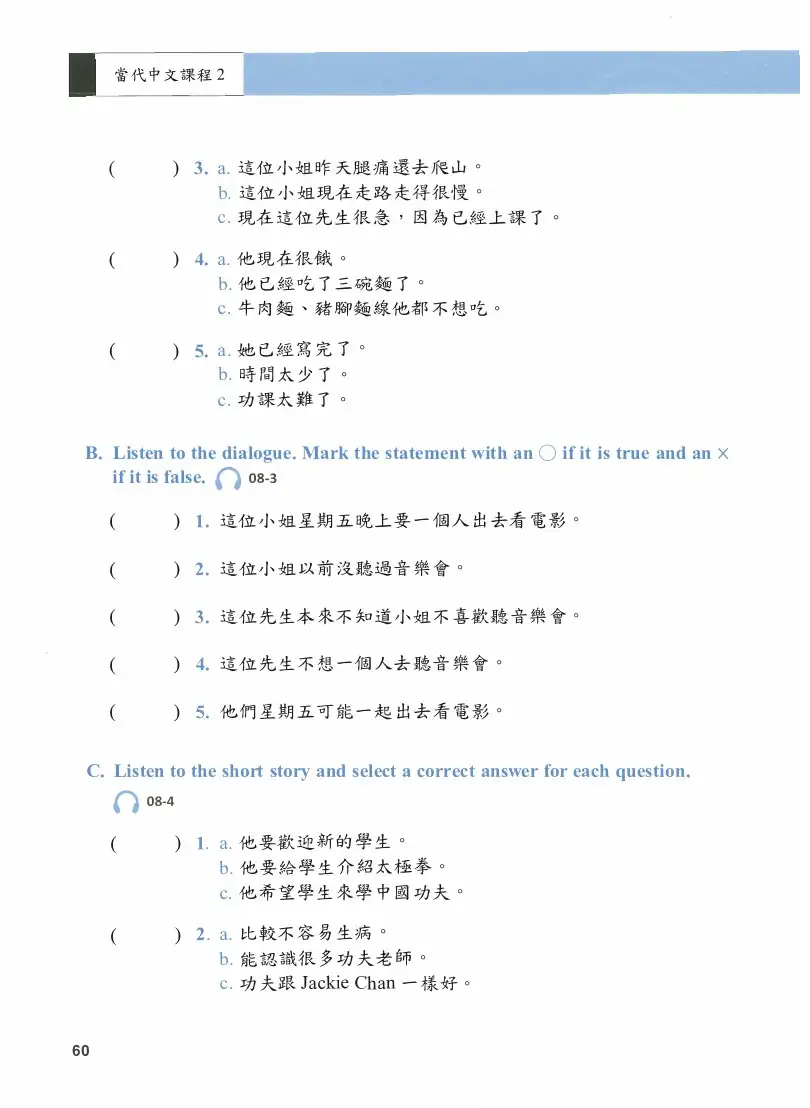 當代中文課程 2
(    ) 3. a. 這位小姐昨天腿痛還去爬山。
b. 這位小姐現在走路走得很慢。
c. 現在這位先生很急，因為已經上課了。
(    ) 4. a. 他現在很餓。
b. 他已經吃了三碗麵了。
c. 牛肉麵、豬腳麵線他都不想吃。
(    ) 5. a. 她已經寫完了。
b. 時間太少了。
c. 功課太難了。
B. Listen to the dialogue. Mark the statement with an ○ if it is true and an ×
if it is false. 08-3
(    ) 1. 這位小姐星期五晚上要一個人出去看電影。
(    ) 2. 這位小姐以前沒聽過音樂會。
(    ) 3. 這位先生本來不知道小姐不喜歡聽音樂會。
(    ) 4. 這位先生不想一個人去聽音樂會。
(    ) 5. 他們星期五可能一起出去看電影。
C. Listen to the short story and select a correct answer for each question.
08-4
(    ) 1. a. 他要歡迎新的學生。
b. 他要給學生介紹太極拳。
c. 他希望學生來學中國功夫。
(    ) 2. a. 比較不容易生病。
b. 能認識很多功夫老師。
c. 功夫跟 Jackie Chan 一樣好。
60